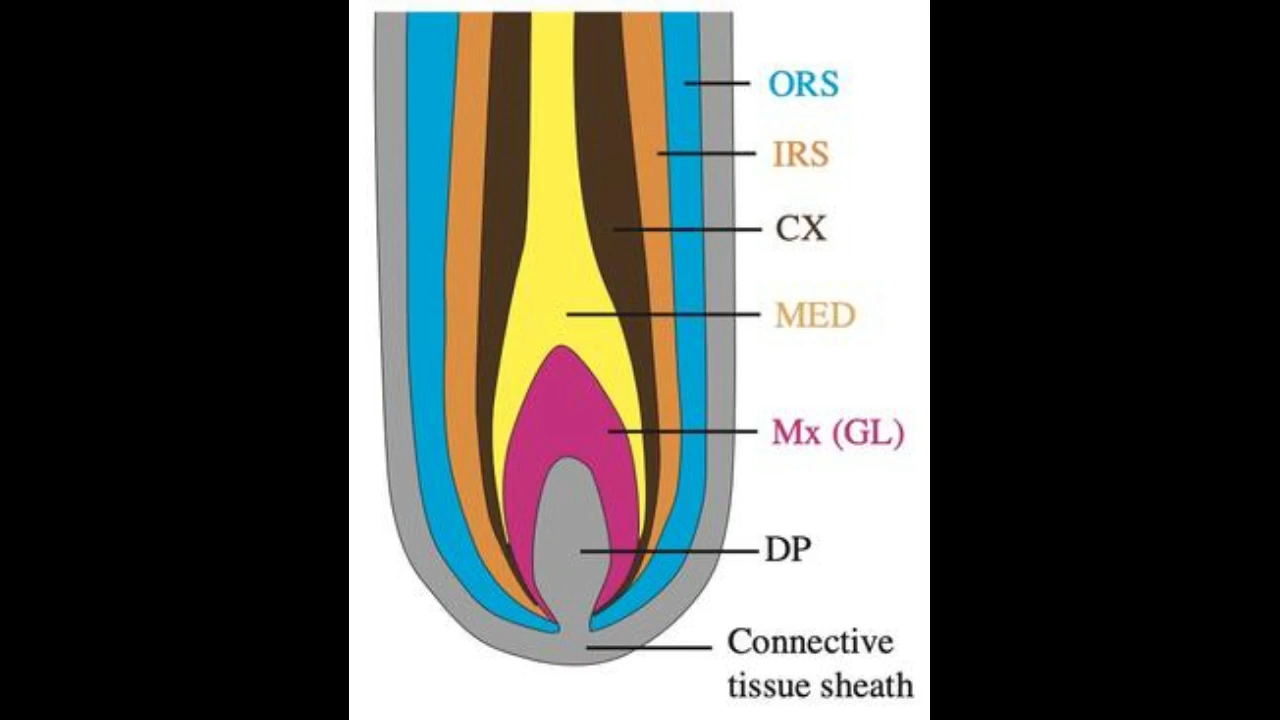 ORS
IRS
CX
MED
Mx (GL)
DP
Connective
tissue sheath